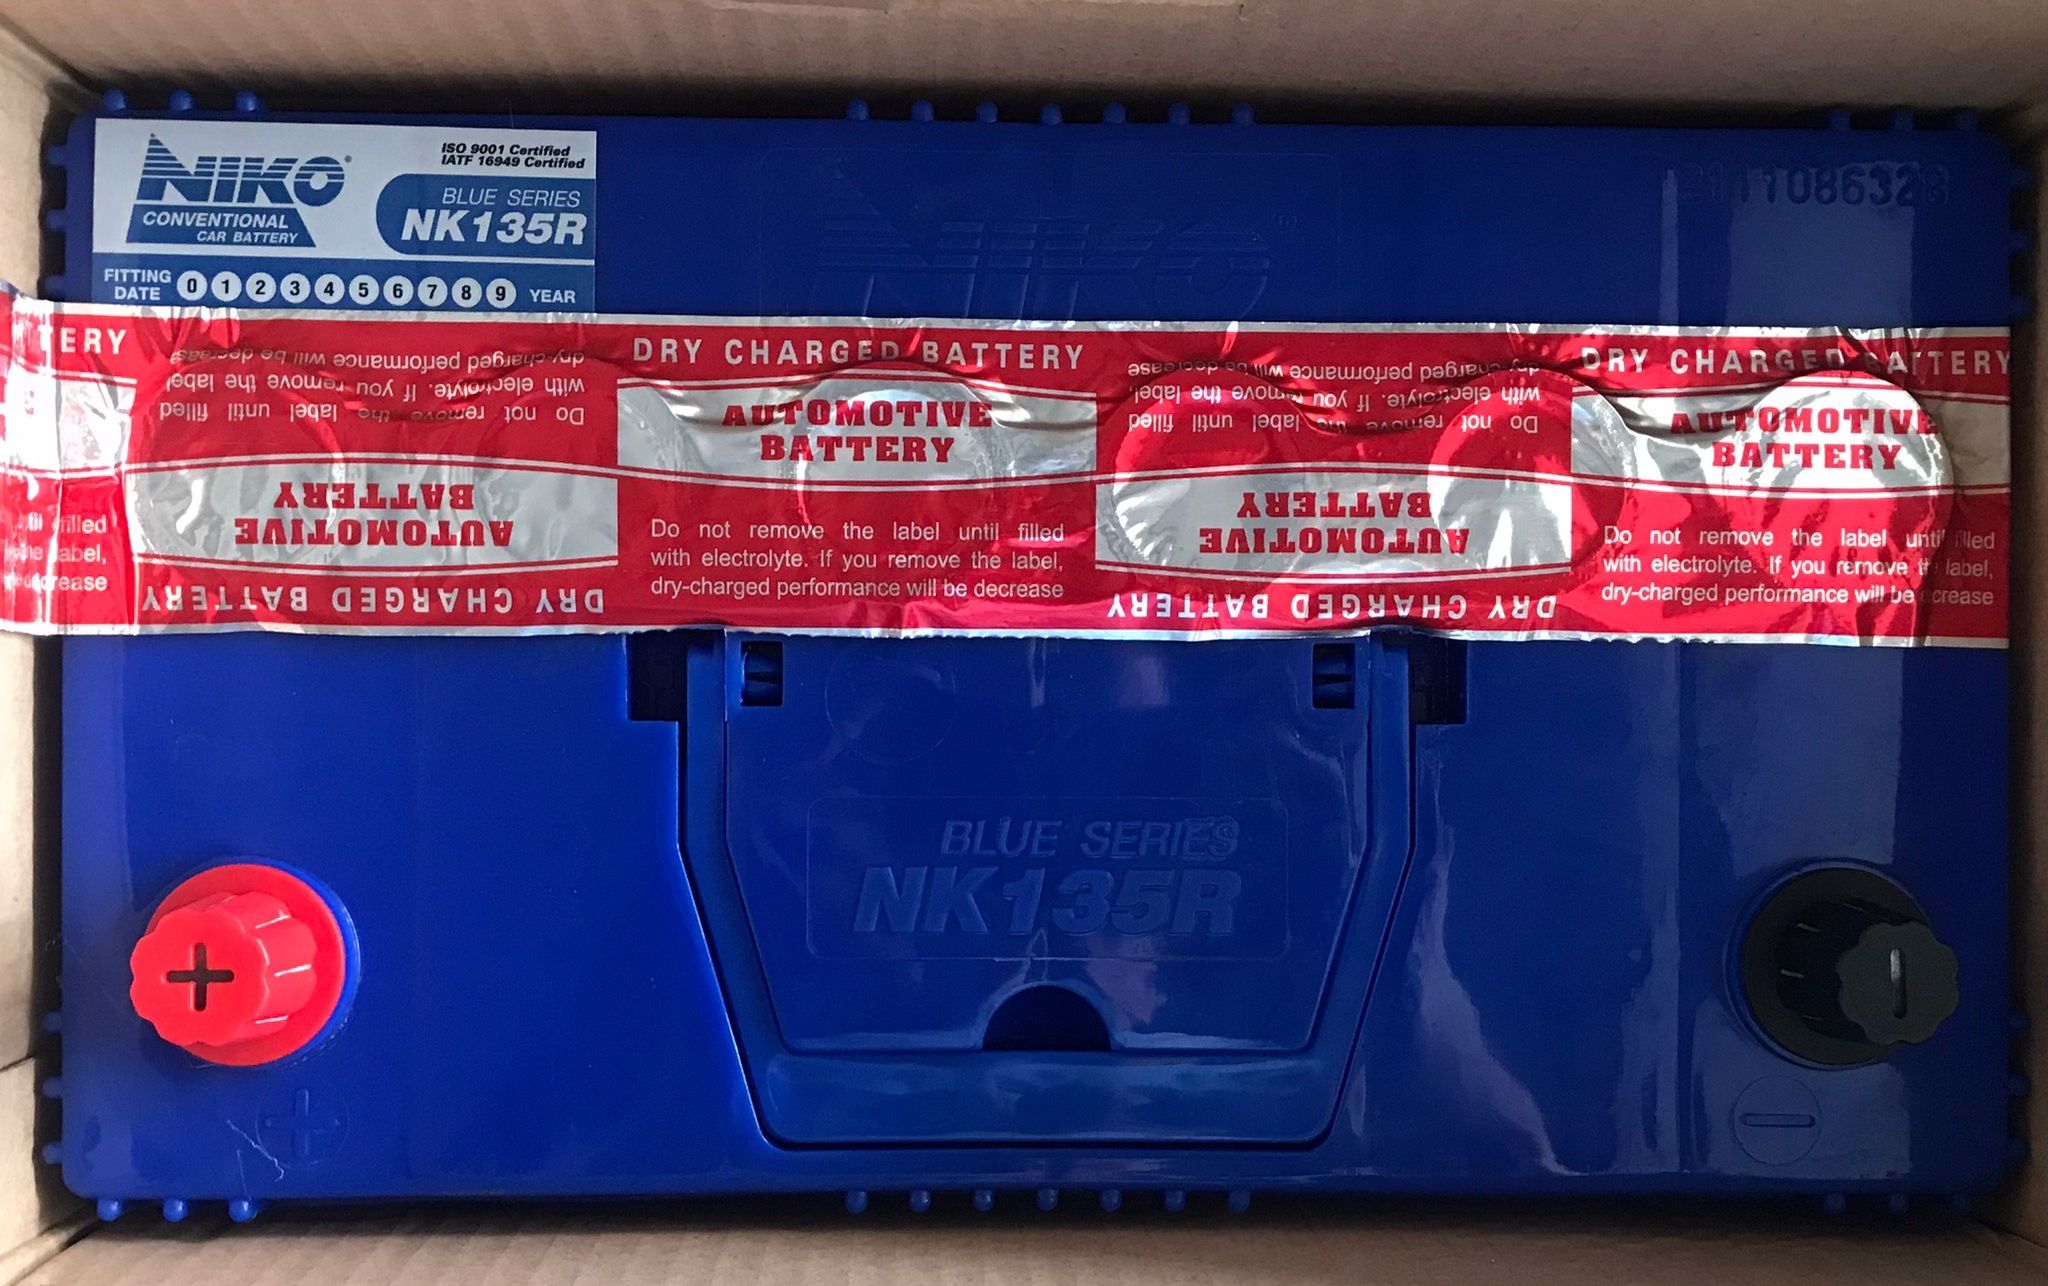 NIKO
CONVENTIONAL
CAR BATTERY
ISO 9001 Certified
IATF 16949 Certified
BLUE SERIES
NK135R
FITTING
DATE
0 1 2 3 4 5 6 7 8 9 YEAR
NIKO
11086328
TERY
filled
label,
decrease
Do not remove the label until filled
with electrolyte. If you remove the label,
dry-charged performance will be decrease
AUTOMOTIVE
BATTERY
DRY CHARGED BATTERY
DRY CHARGED BATTERY
AUTOMOTIVE
BATTERY
Do not remove the label until filled
with electrolyte. If you remove the label,
dry-charged performance will be decrease
Do not remove the label until filled
with electrolyte. If you remove the label,
dry-charged performance will be decrease
AUTOMOTIVE
BATTERY
DRY CHARGED BATTERY
DRY CHARGED BATTERY
AUTOMOTIVE
BATTERY
Do not remove the label until filled
with electrolyte. If you remove the label,
dry-charged performance will be decrease
BLUE SERIES
NK135R
+
−
+
−